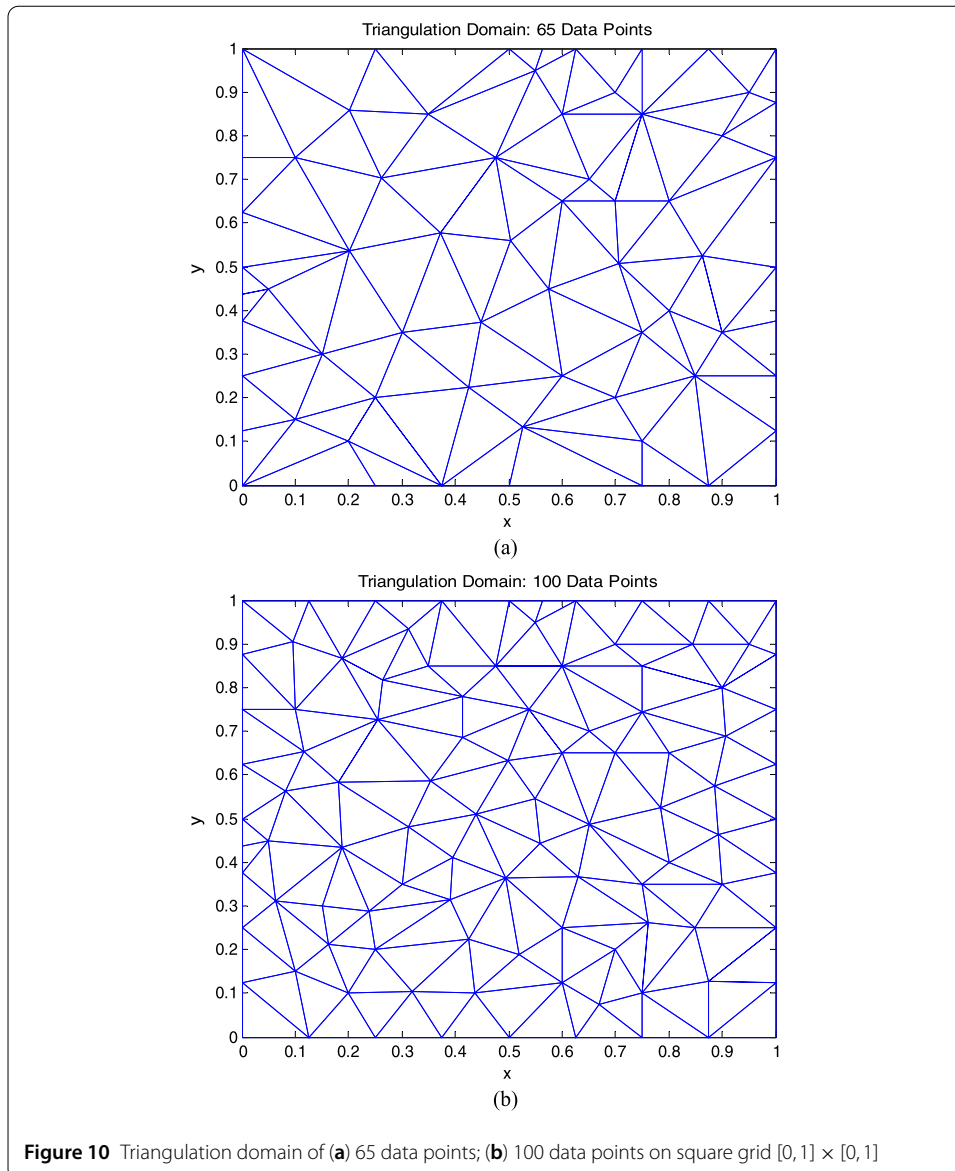 Triangulation Domain: 65 Data Points
1
0.9
0.8
0.7
0.6
0.5
0.4
0.3
0.2
0.1
0
y
0 0.1 0.2 0.3 0.4 0.5 0.6 0.7 0.8 0.9 1
x
(a)
Triangulation Domain: 100 Data Points
1
0.9
0.8
0.7
0.6
0.5
0.4
0.3
0.2
0.1
0
y
0 0.1 0.2 0.3 0.4 0.5 0.6 0.7 0.8 0.9 1
x
(b)
Figure 10 Triangulation domain of (a) 65 data points; (b) 100 data points on square grid [0, 1] × [0, 1]